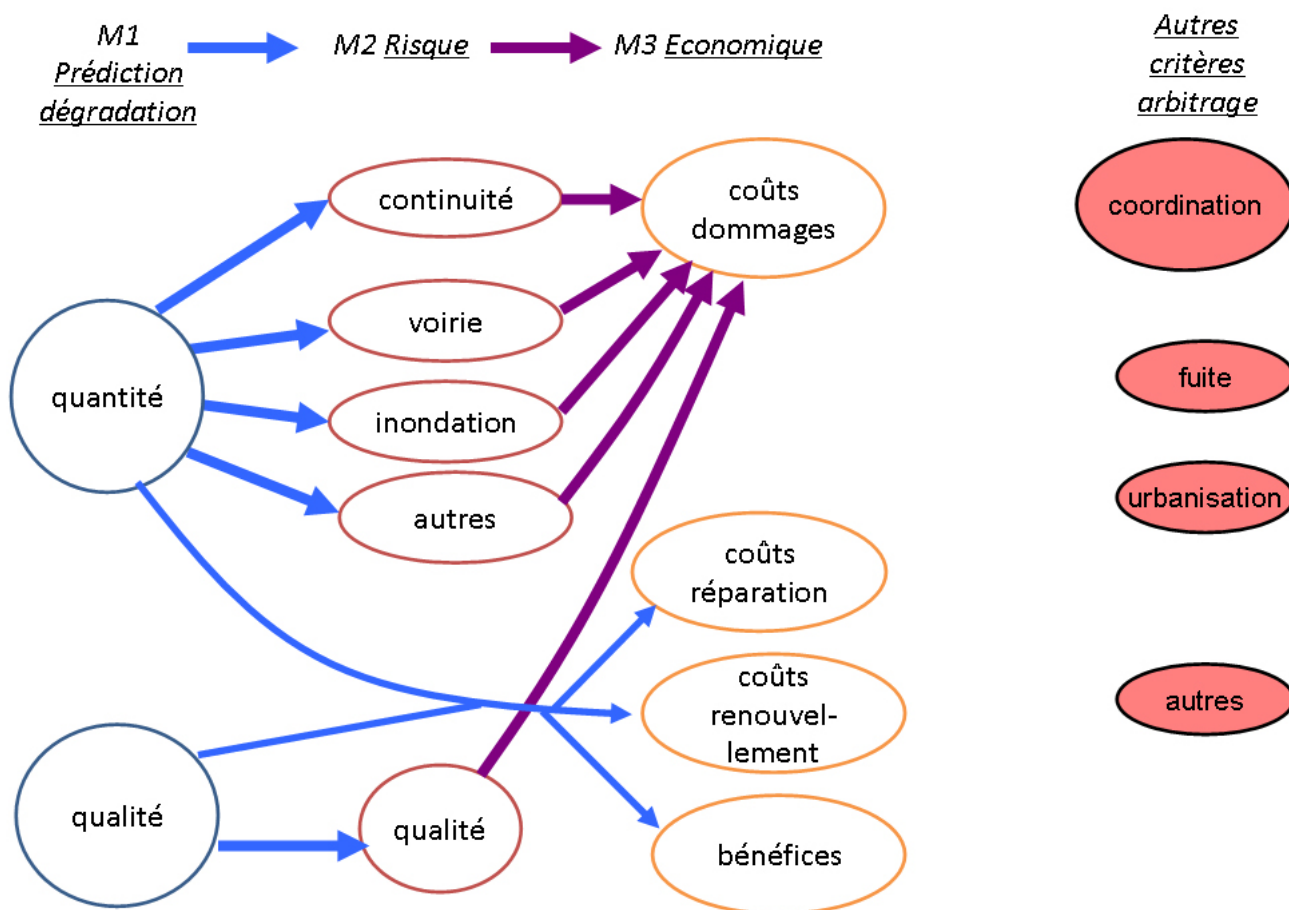 M1
Prédiction
dégradation
M2 Risque
M3 Economique
Autres
critères
arbitrage
continuité
coûts
dommages
coordination
voirie
quantité
fuite
inondation
urbanisation
autres
coûts
réparation
coûts
renouvel-
lement
autres
qualité
qualité
bénéfices